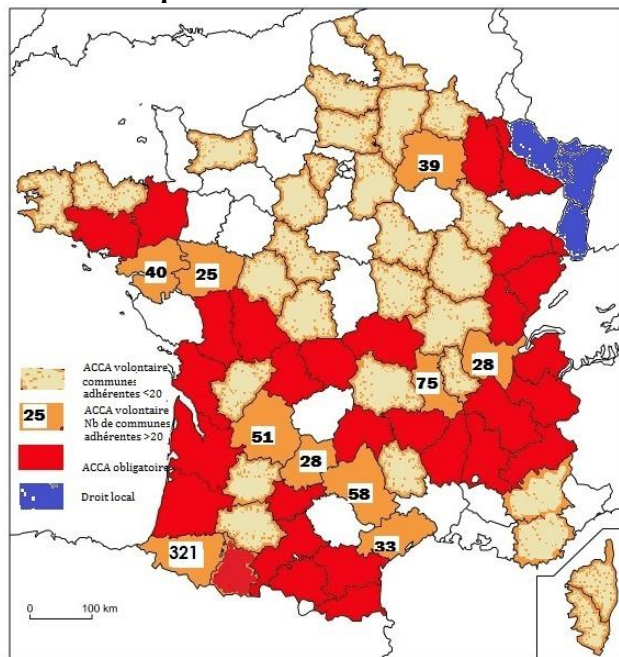 39
40
25
28
75
ACCA volontaire
communes
adhérentes <20
25
ACCA volontaire
Nb de communes
adhérentes >20
51
28
ACCA obligatoire
58
Droit local
321
33
0 100 km